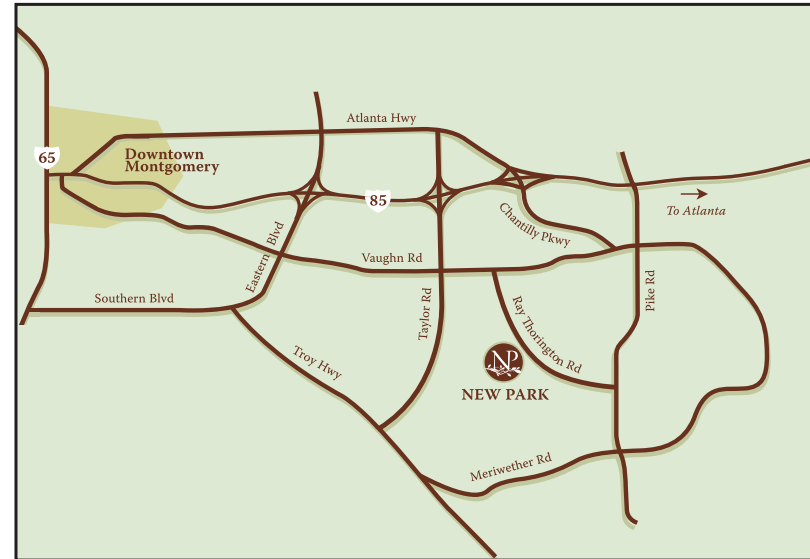 Atlanta Hwy
65
Downtown
Montgomery
85
To Atlanta
Chantilly Pkwy
Eastern Blvd
Vaughn Rd
Southern Blvd
Taylor Rd
Ray Thorington Rd
Pike Rd
Troy Hwy
NP
NEW PARK
Meriwether Rd